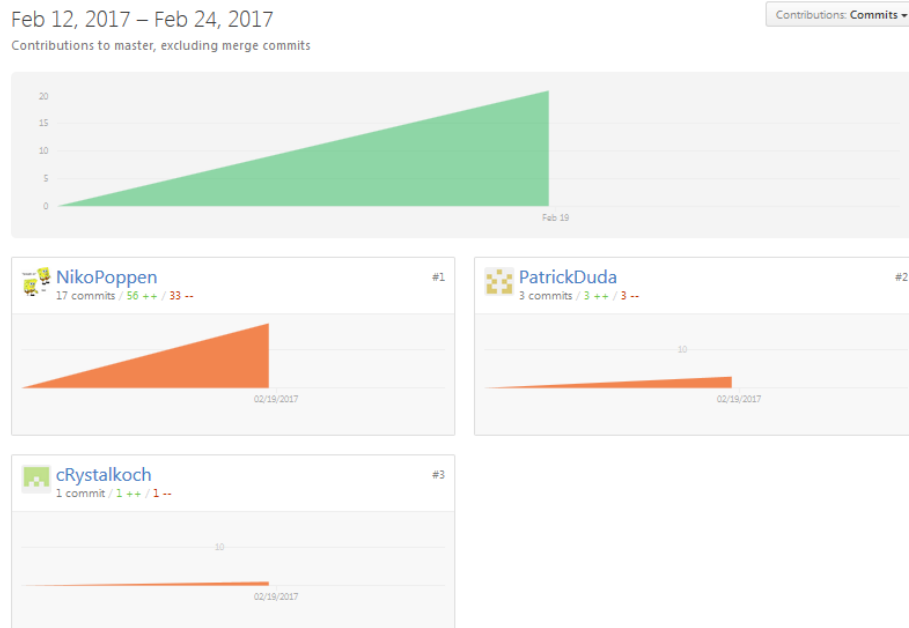 Feb 12, 2017 – Feb 24, 2017
Contributions: Commits
Contributions to master, excluding merge commits
20
15
10
5
0
Feb 19
NikoPoppen
#1
17 commits / 56 ++ / 33 --
02/19/2017
PatrickDuda
#2
3 commits / 3 ++ / 3 --
10
02/19/2017
cRystalkoch
#3
1 commit / 1 ++ / 1 --
10
02/19/2017